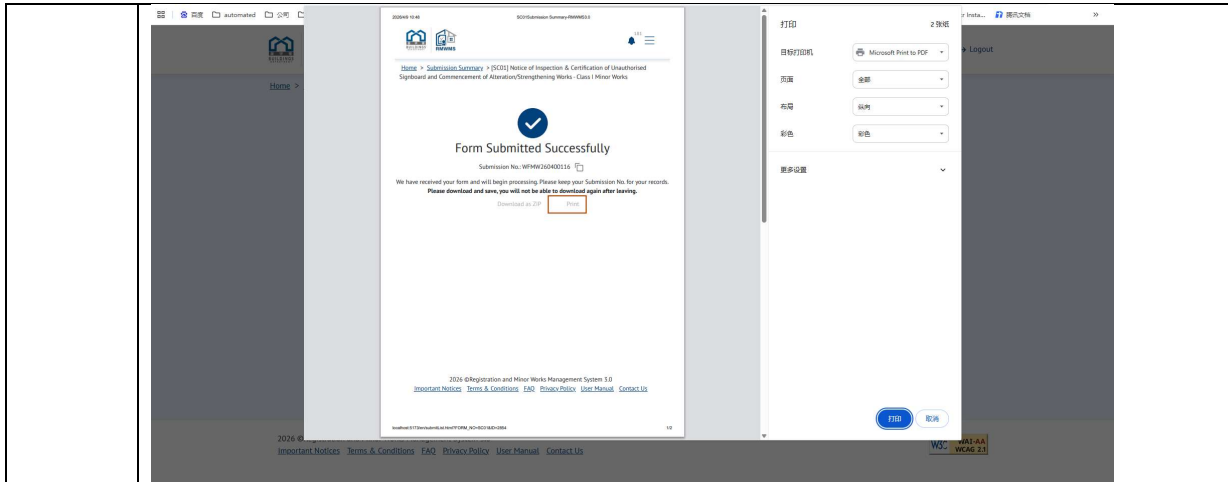 百度 automated 公司
r Insta... 腾讯文档 »
Logout
Home >
SC01Submission Summary-RMWMS3.0
BUILDINGS RMWMS
Home > Submission Summary > [SC01] Notice of Inspection & Certification of Unauthorised
Signboard and Commencement of Alteration/Strengthening Works - Class I Minor Works
Form Submitted Successfully
Submission No.: WFMW260400116
We have received your form and will begin processing. Please keep your Submission No. for your records.
Please download and save, you will not be able to download again after leaving.
Download as ZIP Print
2026 ©Registration and Minor Works Management System 3.0
Important Notices Terms & Conditions FAQ Privacy Policy User Manual Contact Us
1/2
打印 2 张纸
目标打印机 Microsoft Print to PDF
页面 全部
布局 纵向
彩色 彩色
更多设置
打印 取消
2026 ©
Important Notices Terms & Conditions FAQ Privacy Policy User Manual Contact Us
W3C WAI-AA
WCAG 2.1